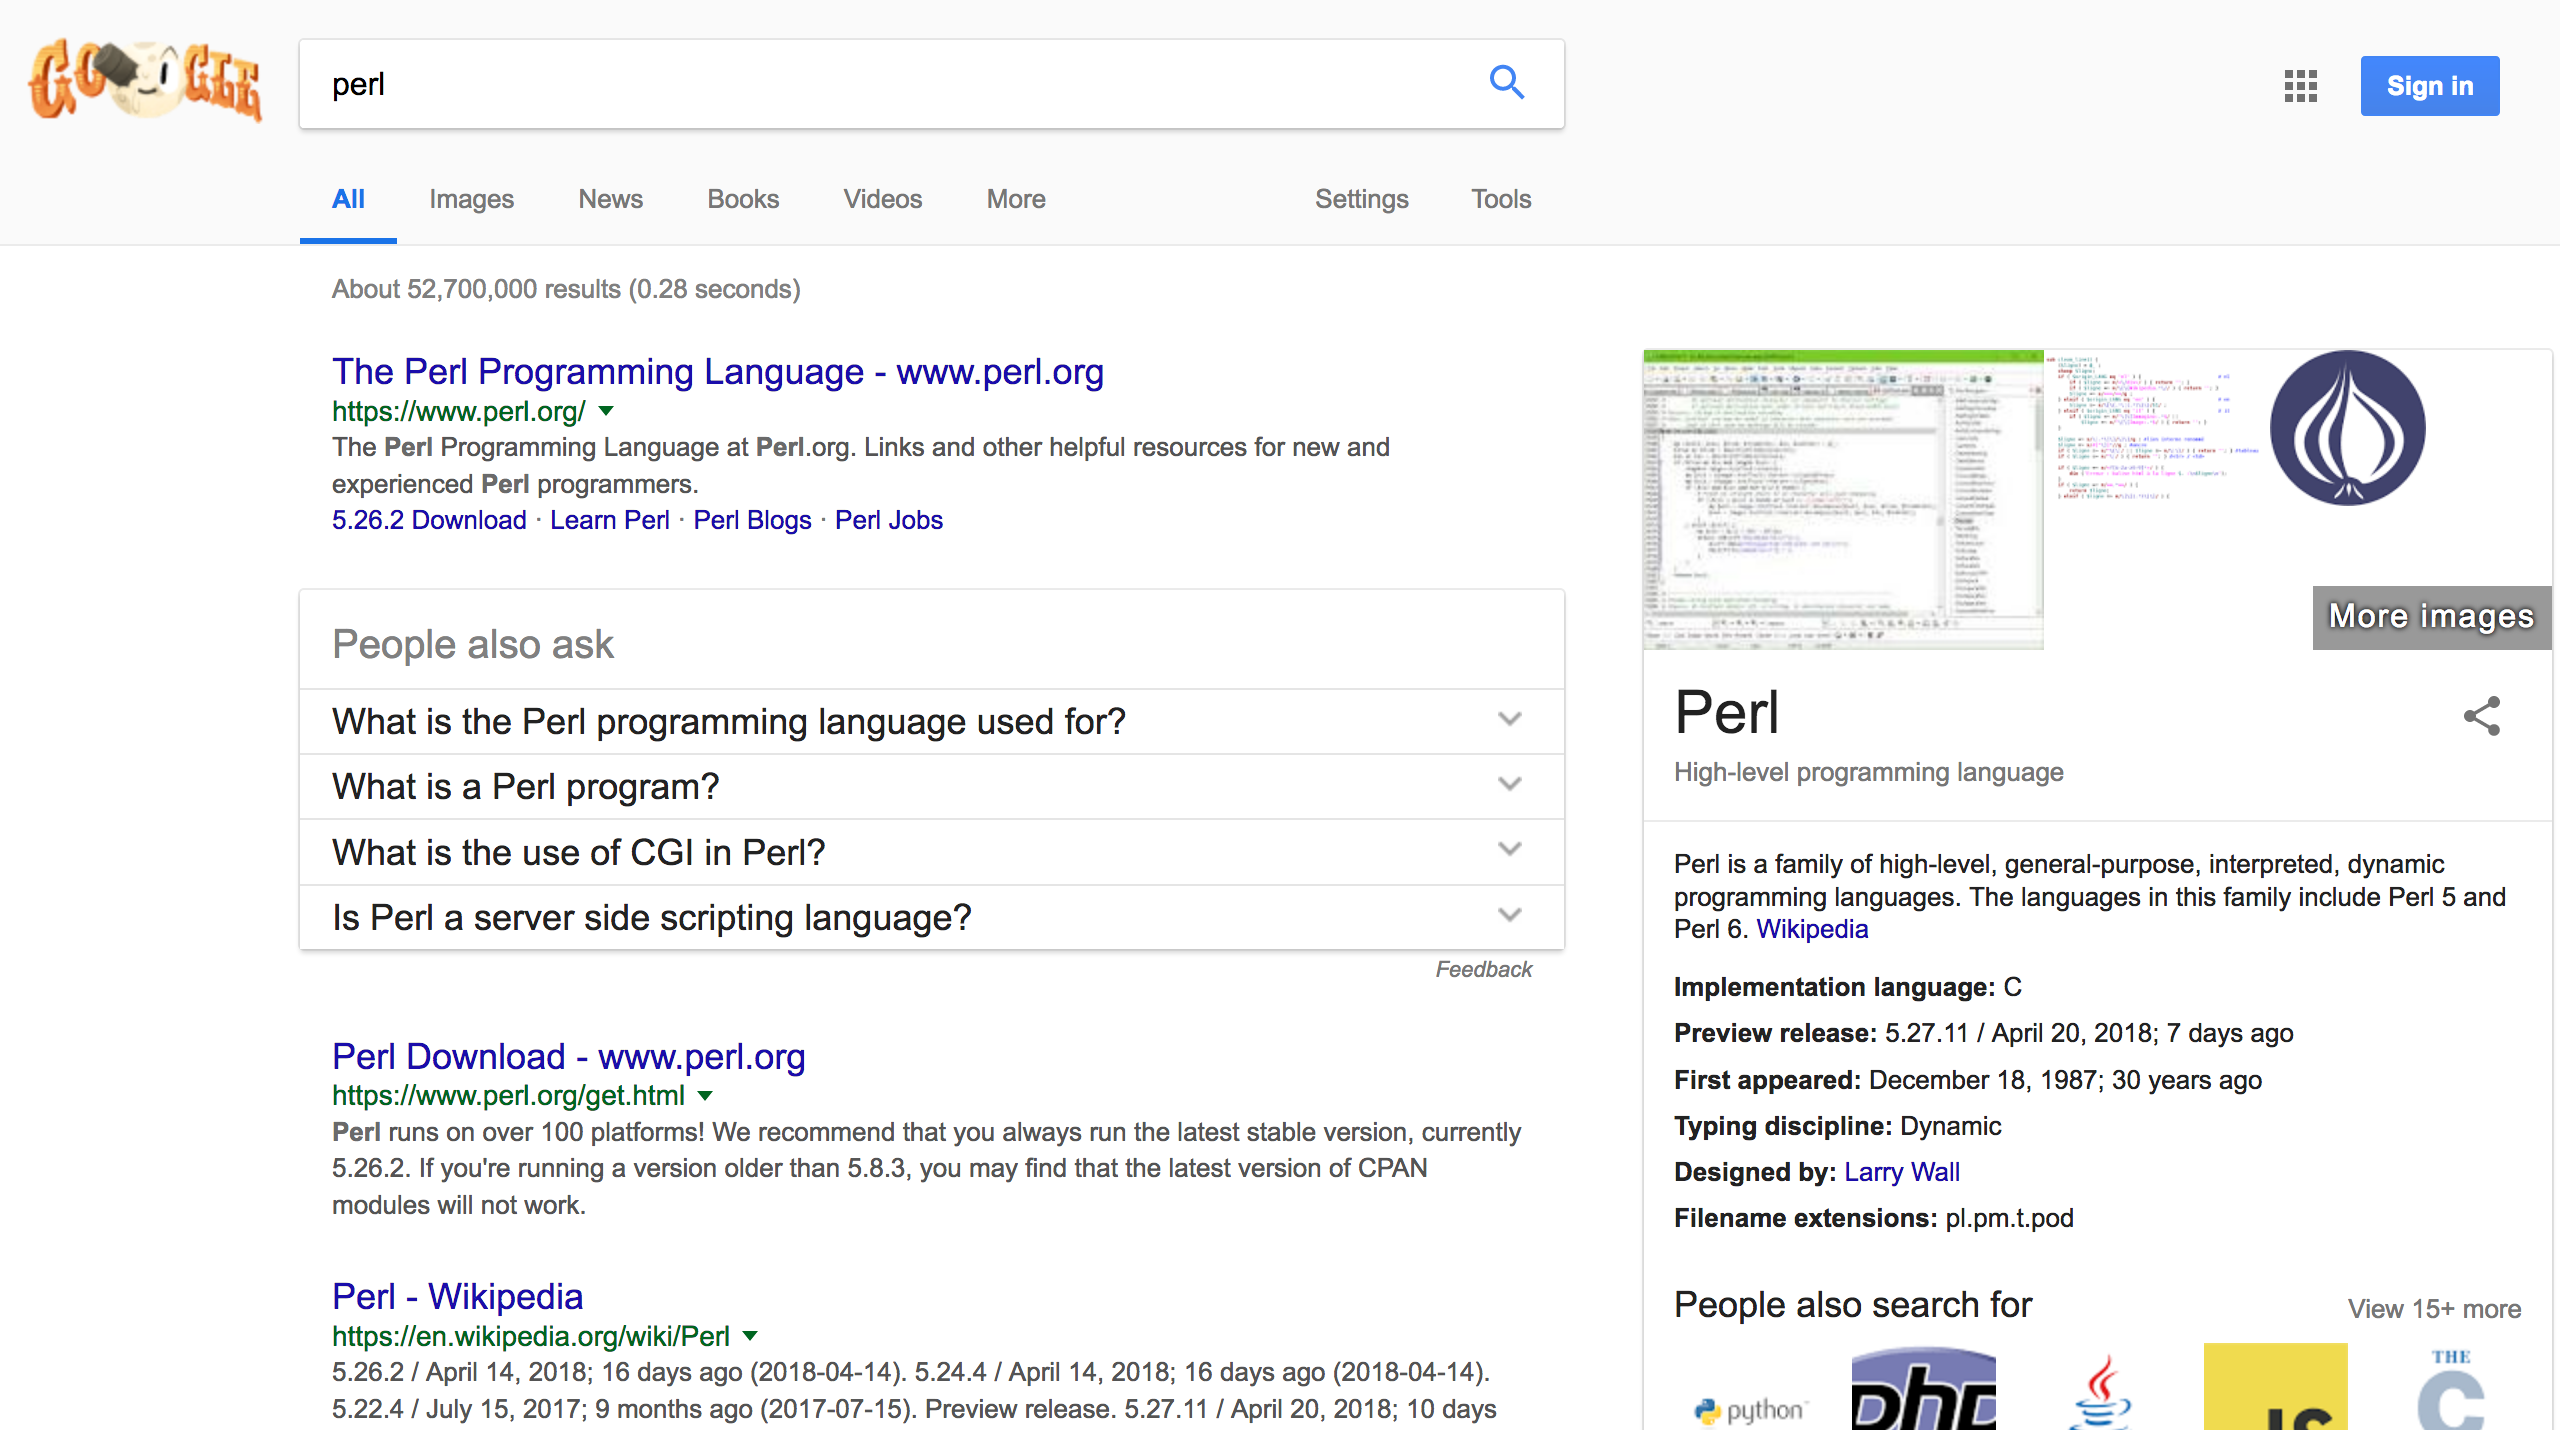 GOOGLE
perl
Sign in
All Images News Books Videos More Settings Tools
About 52,700,000 results (0.28 seconds)
The Perl Programming Language - www.perl.org
https://www.perl.org/
The Perl Programming Language at Perl.org. Links and other helpful resources for new and
experienced Perl programmers.
5.26.2 Download · Learn Perl · Perl Blogs · Perl Jobs
People also ask
What is the Perl programming language used for?
What is a Perl program?
What is the use of CGI in Perl?
Is Perl a server side scripting language?
Feedback
Perl Download - www.perl.org
https://www.perl.org/get.html
Perl runs on over 100 platforms! We recommend that you always run the latest stable version, currently
5.26.2. If you're running a version older than 5.8.3, you may find that the latest version of CPAN
modules will not work.
Perl - Wikipedia
https://en.wikipedia.org/wiki/Perl
5.26.2 / April 14, 2018; 16 days ago (2018-04-14). 5.24.4 / April 14, 2018; 16 days ago (2018-04-14).
5.22.4 / July 15, 2017; 9 months ago (2017-07-15). Preview release. 5.27.11 / April 20, 2018; 10 days
More images
Perl
High-level programming language
Perl is a family of high-level, general-purpose, interpreted, dynamic
programming languages. The languages in this family include Perl 5 and
Perl 6. Wikipedia
Implementation language: C
Preview release: 5.27.11 / April 20, 2018; 7 days ago
First appeared: December 18, 1987; 30 years ago
Typing discipline: Dynamic
Designed by: Larry Wall
Filename extensions: pl.pm.t.pod
People also search for
View 15+ more
python
php
JS
THE
C